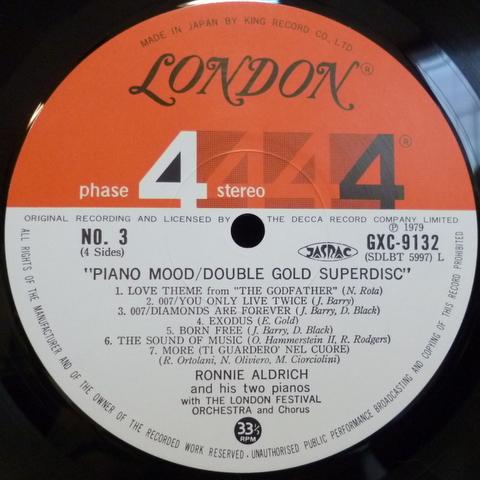 MADE IN JAPAN BY KING RECORD CO., LTD.
LONDON®
phase 4 stereo 4 4 4®
ORIGINAL RECORDING AND LICENSED BY THE DECCA RECORD COMPANY LIMITED
NO. 3
(4 Sides)
JASRAC
Ⓟ 1979
GXC-9132
(SDLBT 5997) L
"PIANO MOOD/DOUBLE GOLD SUPERDISC"
1. LOVE THEME from "THE GODFATHER" (N. Rota)
2. 007/YOU ONLY LIVE TWICE (J. Barry)
3. 007/DIAMONDS ARE FOREVER (J. Barry, D. Black)
4. EXODUS (E. Gold)
5. BORN FREE (J. Barry, D. Black)
6. THE SOUND OF MUSIC (O. Hammerstein II, R. Rodgers)
7. MORE (TI GUARDERO' NEL CUORE)
(R. Ortolani, N. Oliviero, M. Ciorciolini)
RONNIE ALDRICH
and his two pianos
with THE LONDON FESTIVAL
ORCHESTRA and Chorus
33⅓
RPM
ALL RIGHTS OF THE MANUFACTURER AND OF THE OWNER OF THE RECORDED WORK RESERVED. UNAUTHORISED PUBLIC PERFORMANCE BROADCASTING AND COPYING OF THIS RECORD PROHIBITED